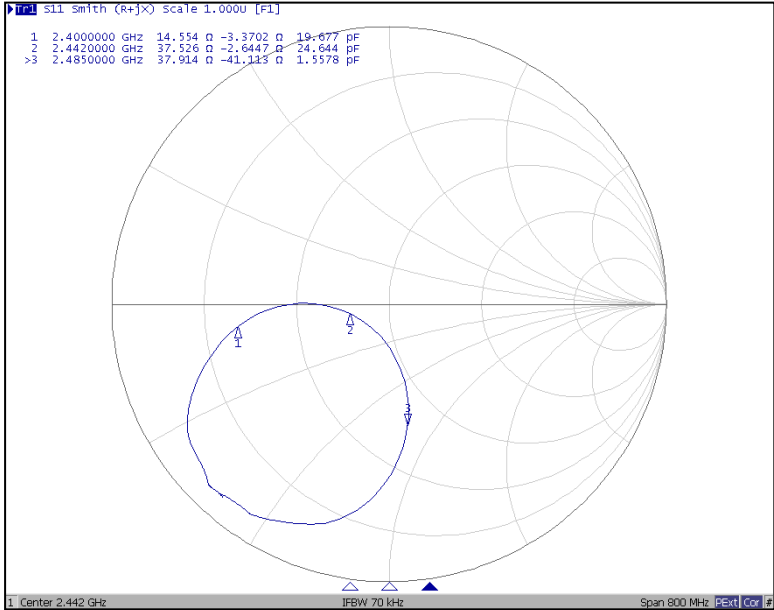 Tr1 S11 Smith (R+jX) Scale 1.000U [F1]
1 2.4000000 GHz 14.554 Ω -3.3702 Ω 19.677 pF
2 2.4420000 GHz 37.526 Ω -2.6447 Ω 24.644 pF
>3 2.4850000 GHz 37.914 Ω -41.113 Ω 1.5578 pF
1
2
3
1 Center 2.442 GHz IFBW 70 kHz Span 800 MHz PExt Cor #